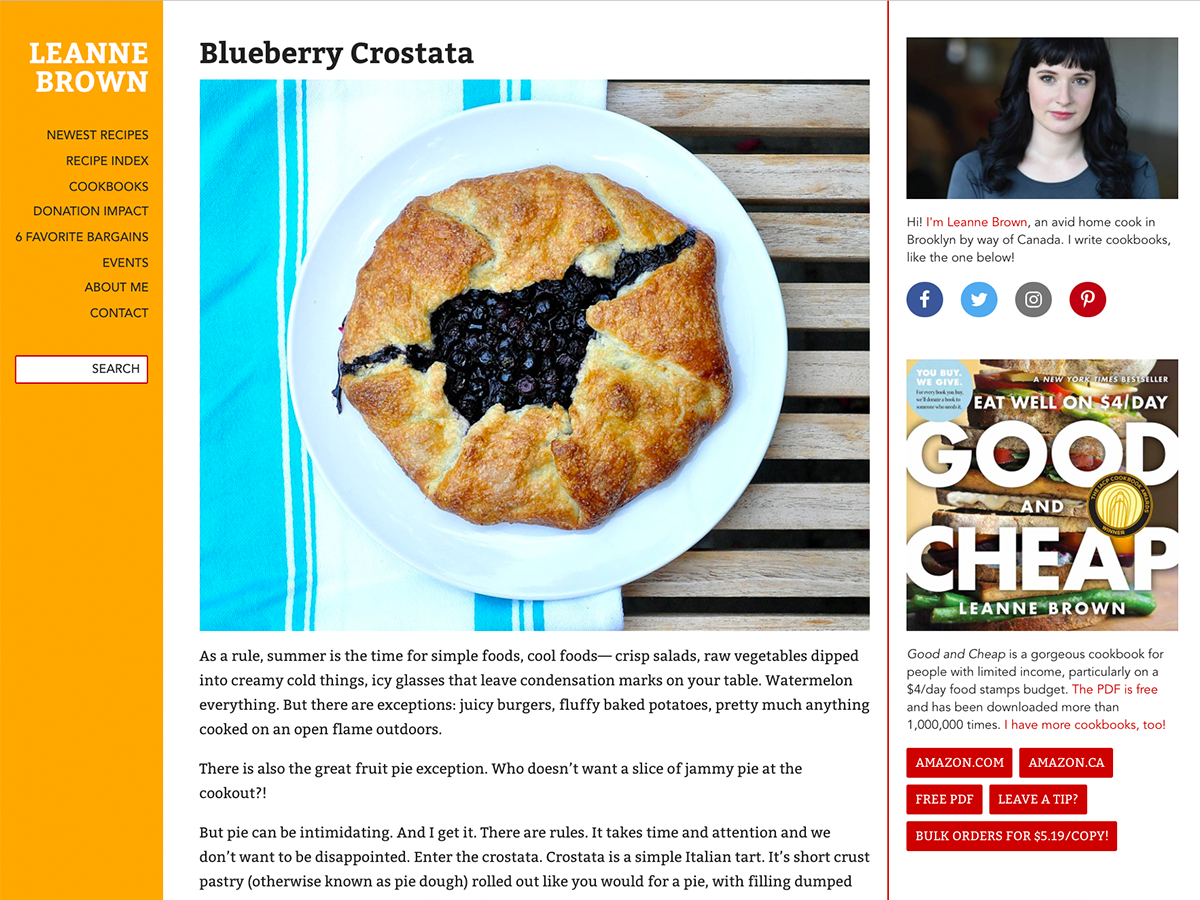 LEANNE
BROWN
NEWEST RECIPES
RECIPE INDEX
COOKBOOKS
DONATION IMPACT
6 FAVORITE BARGAINS
EVENTS
ABOUT ME
CONTACT
SEARCH
Blueberry Crostata
As a rule, summer is the time for simple foods, cool foods— crisp salads, raw vegetables dipped
into creamy cold things, icy glasses that leave condensation marks on your table. Watermelon
everything. But there are exceptions: juicy burgers, fluffy baked potatoes, pretty much anything
cooked on an open flame outdoors.
There is also the great fruit pie exception. Who doesn’t want a slice of jammy pie at the
cookout?!
But pie can be intimidating. And I get it. There are rules. It takes time and attention and we
don’t want to be disappointed. Enter the crostata. Crostata is a simple Italian tart. It’s short crust
pastry (otherwise known as pie dough) rolled out like you would for a pie, with filling dumped
Hi! I'm Leanne Brown, an avid home cook in
Brooklyn by way of Canada. I write cookbooks,
like the one below!
YOU BUY.
WE GIVE.
For every book you buy,
we'll donate a book to
someone who needs it.
A NEW YORK TIMES BESTSELLER
EAT WELL ON $4/DAY
GOOD
AND
THE IACP COOKBOOK AWARDS
WINNER
CHEAP
LEANNE BROWN
Good and Cheap is a gorgeous cookbook for
people with limited income, particularly on a
$4/day food stamps budget. The PDF is free
and has been downloaded more than
1,000,000 times. I have more cookbooks, too!
AMAZON.COM
AMAZON.CA
FREE PDF
LEAVE A TIP?
BULK ORDERS FOR $5.19/COPY!